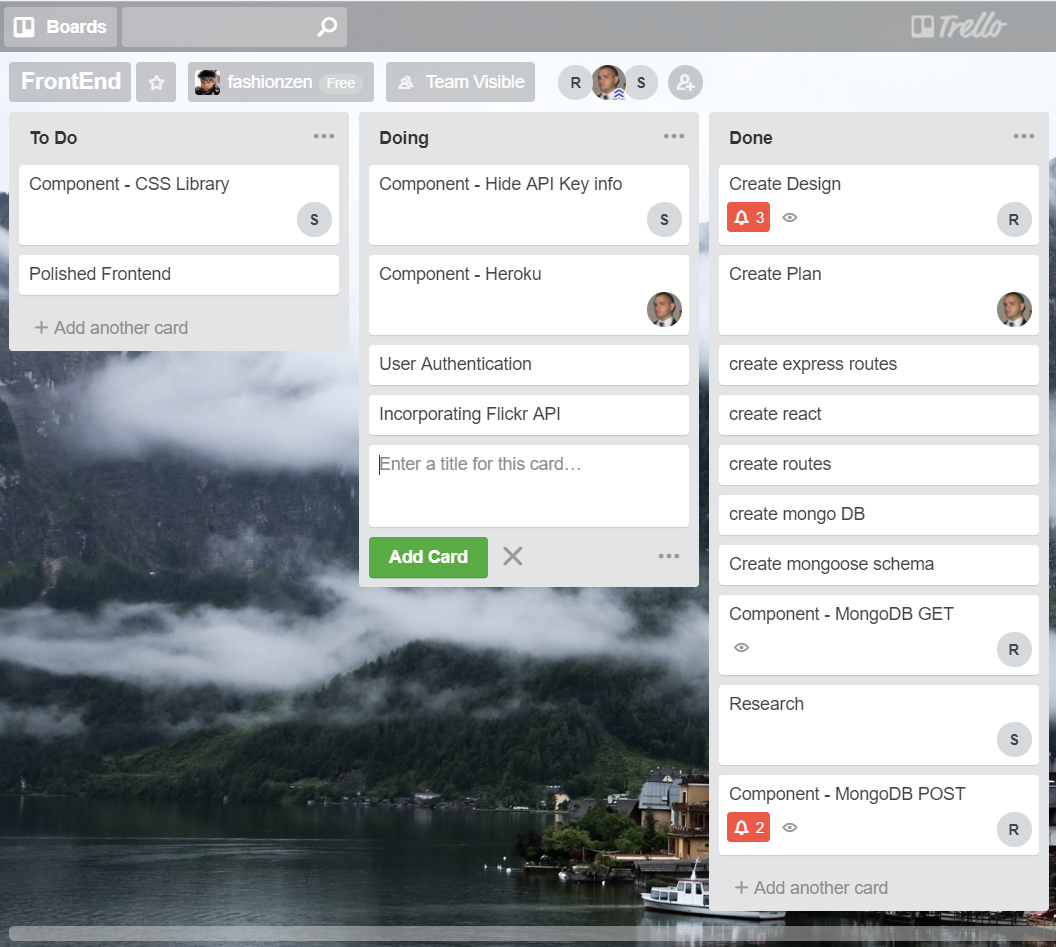 Boards
Trello
FrontEnd
fashionzen Free
Team Visible
R
S
To Do
Component - CSS Library
S
Polished Frontend
+ Add another card
Doing
Component - Hide API Key info
S
Component - Heroku
User Authentication
Incorporating Flickr API
Enter a title for this card…
Add Card
Done
Create Design
3
R
Create Plan
create express routes
create react
create routes
create mongo DB
Create mongoose schema
Component - MongoDB GET
R
Research
S
Component - MongoDB POST
2
R
+ Add another card